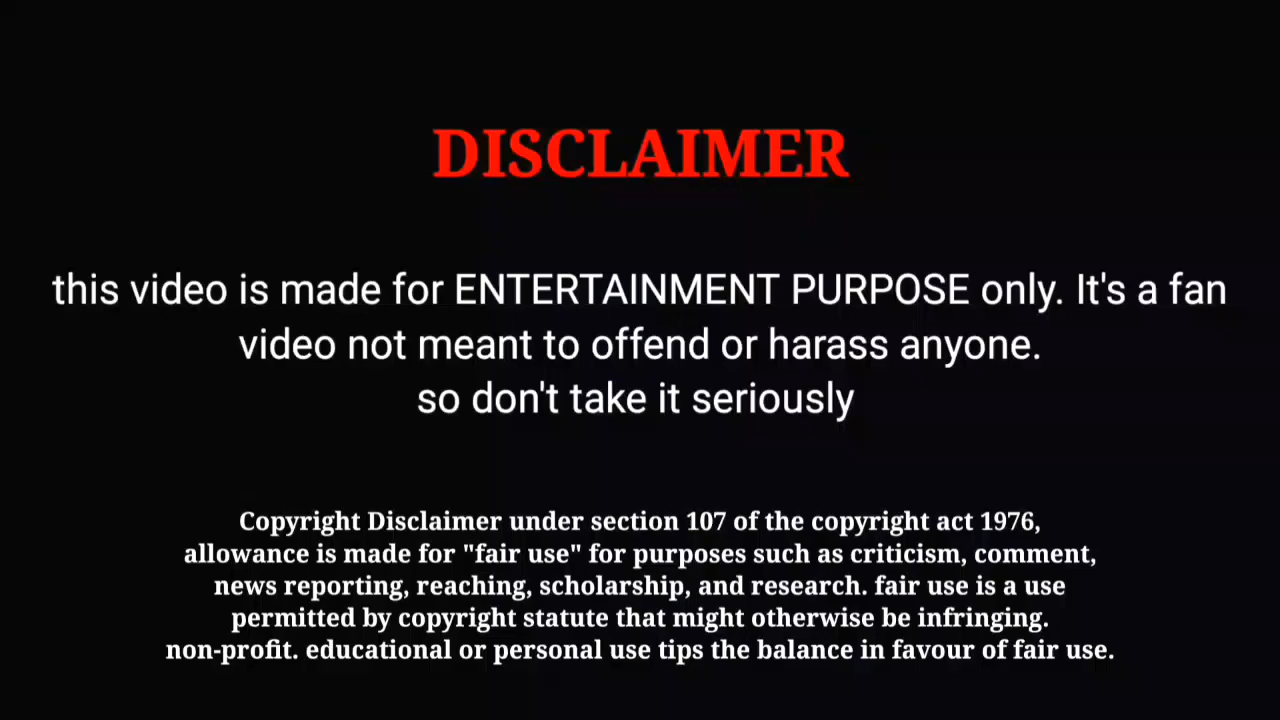 DISCLAIMER
this video is made for ENTERTAINMENT PURPOSE only. It's a fan
video not meant to offend or harass anyone.
so don't take it seriously
Copyright Disclaimer under section 107 of the copyright act 1976,
allowance is made for "fair use" for purposes such as criticism, comment,
news reporting, reaching, scholarship, and research. fair use is a use
permitted by copyright statute that might otherwise be infringing.
non-profit. educational or personal use tips the balance in favour of fair use.